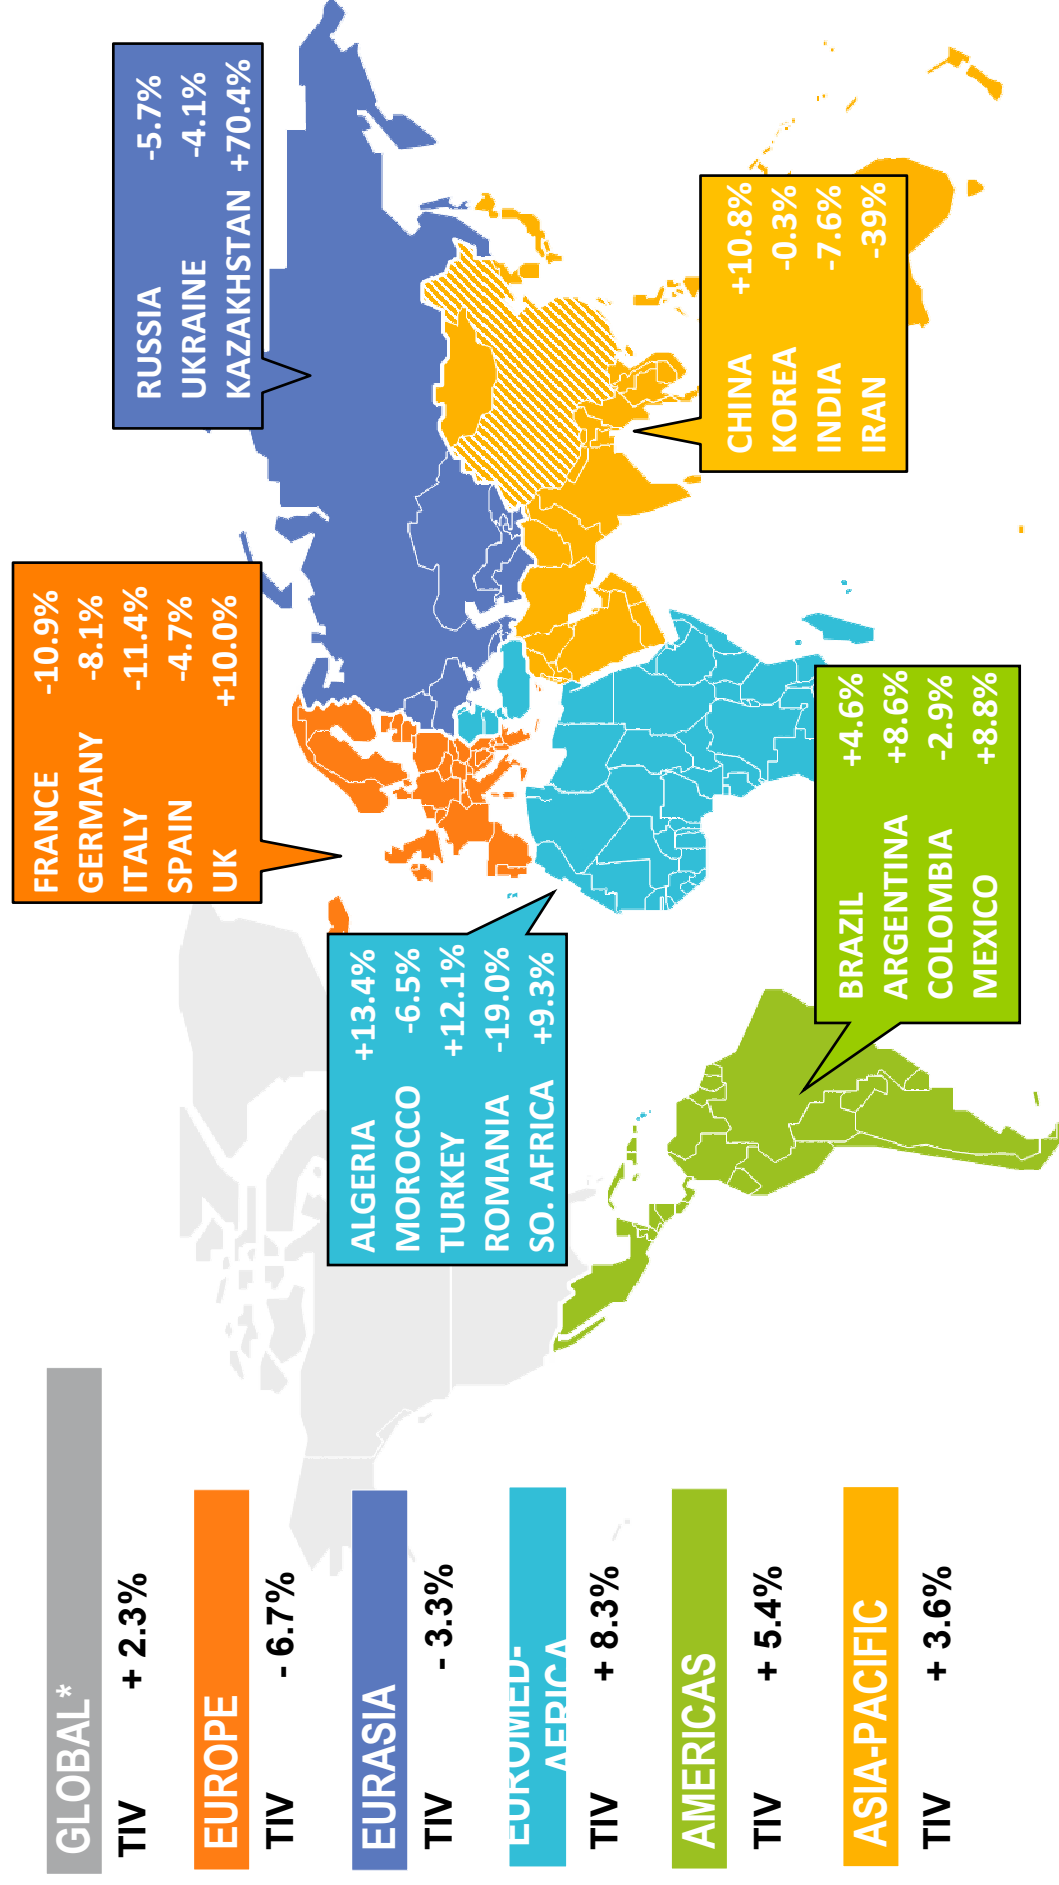 GLOBAL*
TIV + 2.3%
EUROPE
TIV - 6.7%
EURASIA
TIV - 3.3%
EUROMED-
AFRICA
TIV + 8.3%
AMERICAS
TIV + 5.4%
ASIA-PACIFIC
TIV + 3.6%
FRANCE -10.9%
GERMANY -8.1%
ITALY -11.4%
SPAIN -4.7%
UK +10.0%
RUSSIA -5.7%
UKRAINE -4.1%
KAZAKHSTAN +70.4%
ALGERIA +13.4%
MOROCCO -6.5%
TURKEY +12.1%
ROMANIA -19.0%
SO. AFRICA +9.3%
CHINA +10.8%
KOREA -0.3%
INDIA -7.6%
IRAN -39%
BRAZIL +4.6%
ARGENTINA +8.6%
COLOMBIA -2.9%
MEXICO +8.8%